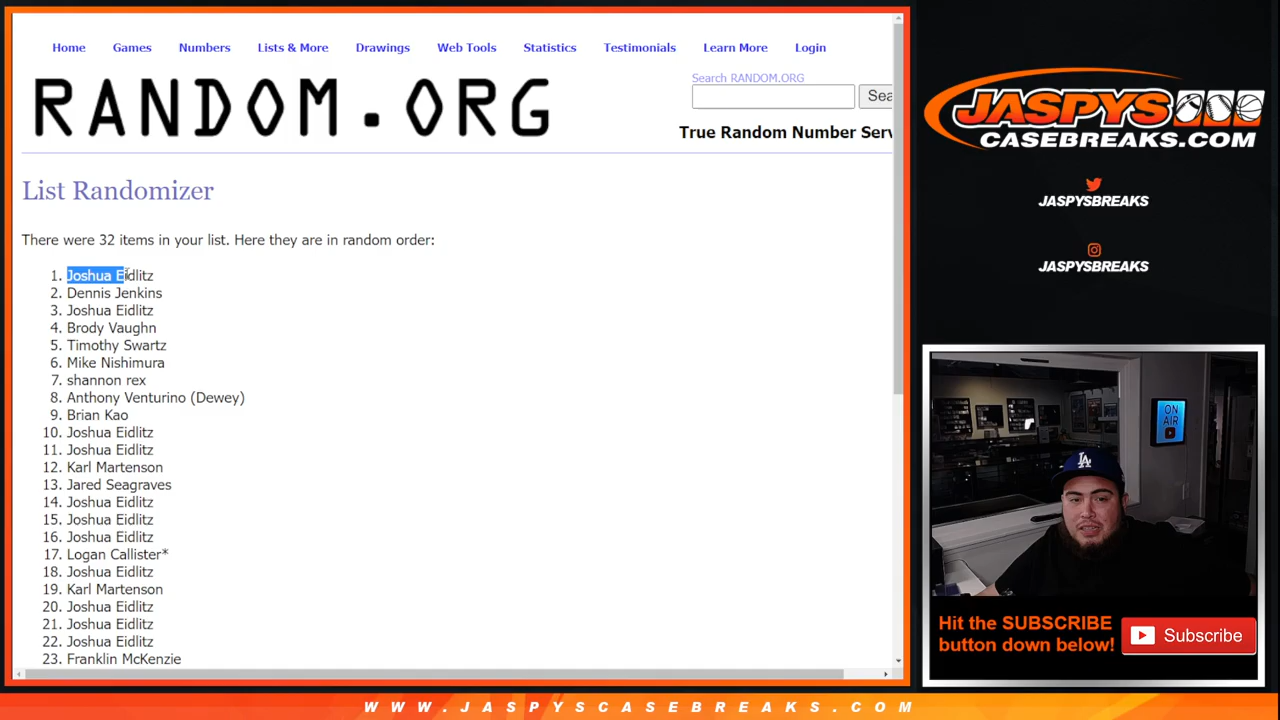 Home Games Numbers Lists & More Drawings Web Tools Statistics Testimonials Learn More Login
RANDOM.ORG
Search RANDOM.ORG
Sea
True Random Number Serv
List Randomizer
There were 32 items in your list. Here they are in random order:
1. Joshua Eidlitz
2. Dennis Jenkins
3. Joshua Eidlitz
4. Brody Vaughn
5. Timothy Swartz
6. Mike Nishimura
7. shannon rex
8. Anthony Venturino (Dewey)
9. Brian Kao
10. Joshua Eidlitz
11. Joshua Eidlitz
12. Karl Martenson
13. Jared Seagraves
14. Joshua Eidlitz
15. Joshua Eidlitz
16. Joshua Eidlitz
17. Logan Callister*
18. Joshua Eidlitz
19. Karl Martenson
20. Joshua Eidlitz
21. Joshua Eidlitz
22. Joshua Eidlitz
23. Franklin McKenzie
JASPYS
CASEBREAKS.COM
JASPYSBREAKS
JASPYSBREAKS
ON
AIR
LA
Hit the SUBSCRIBE
button down below!
Subscribe
WWW.JASPYSCASEBREAKS.COM